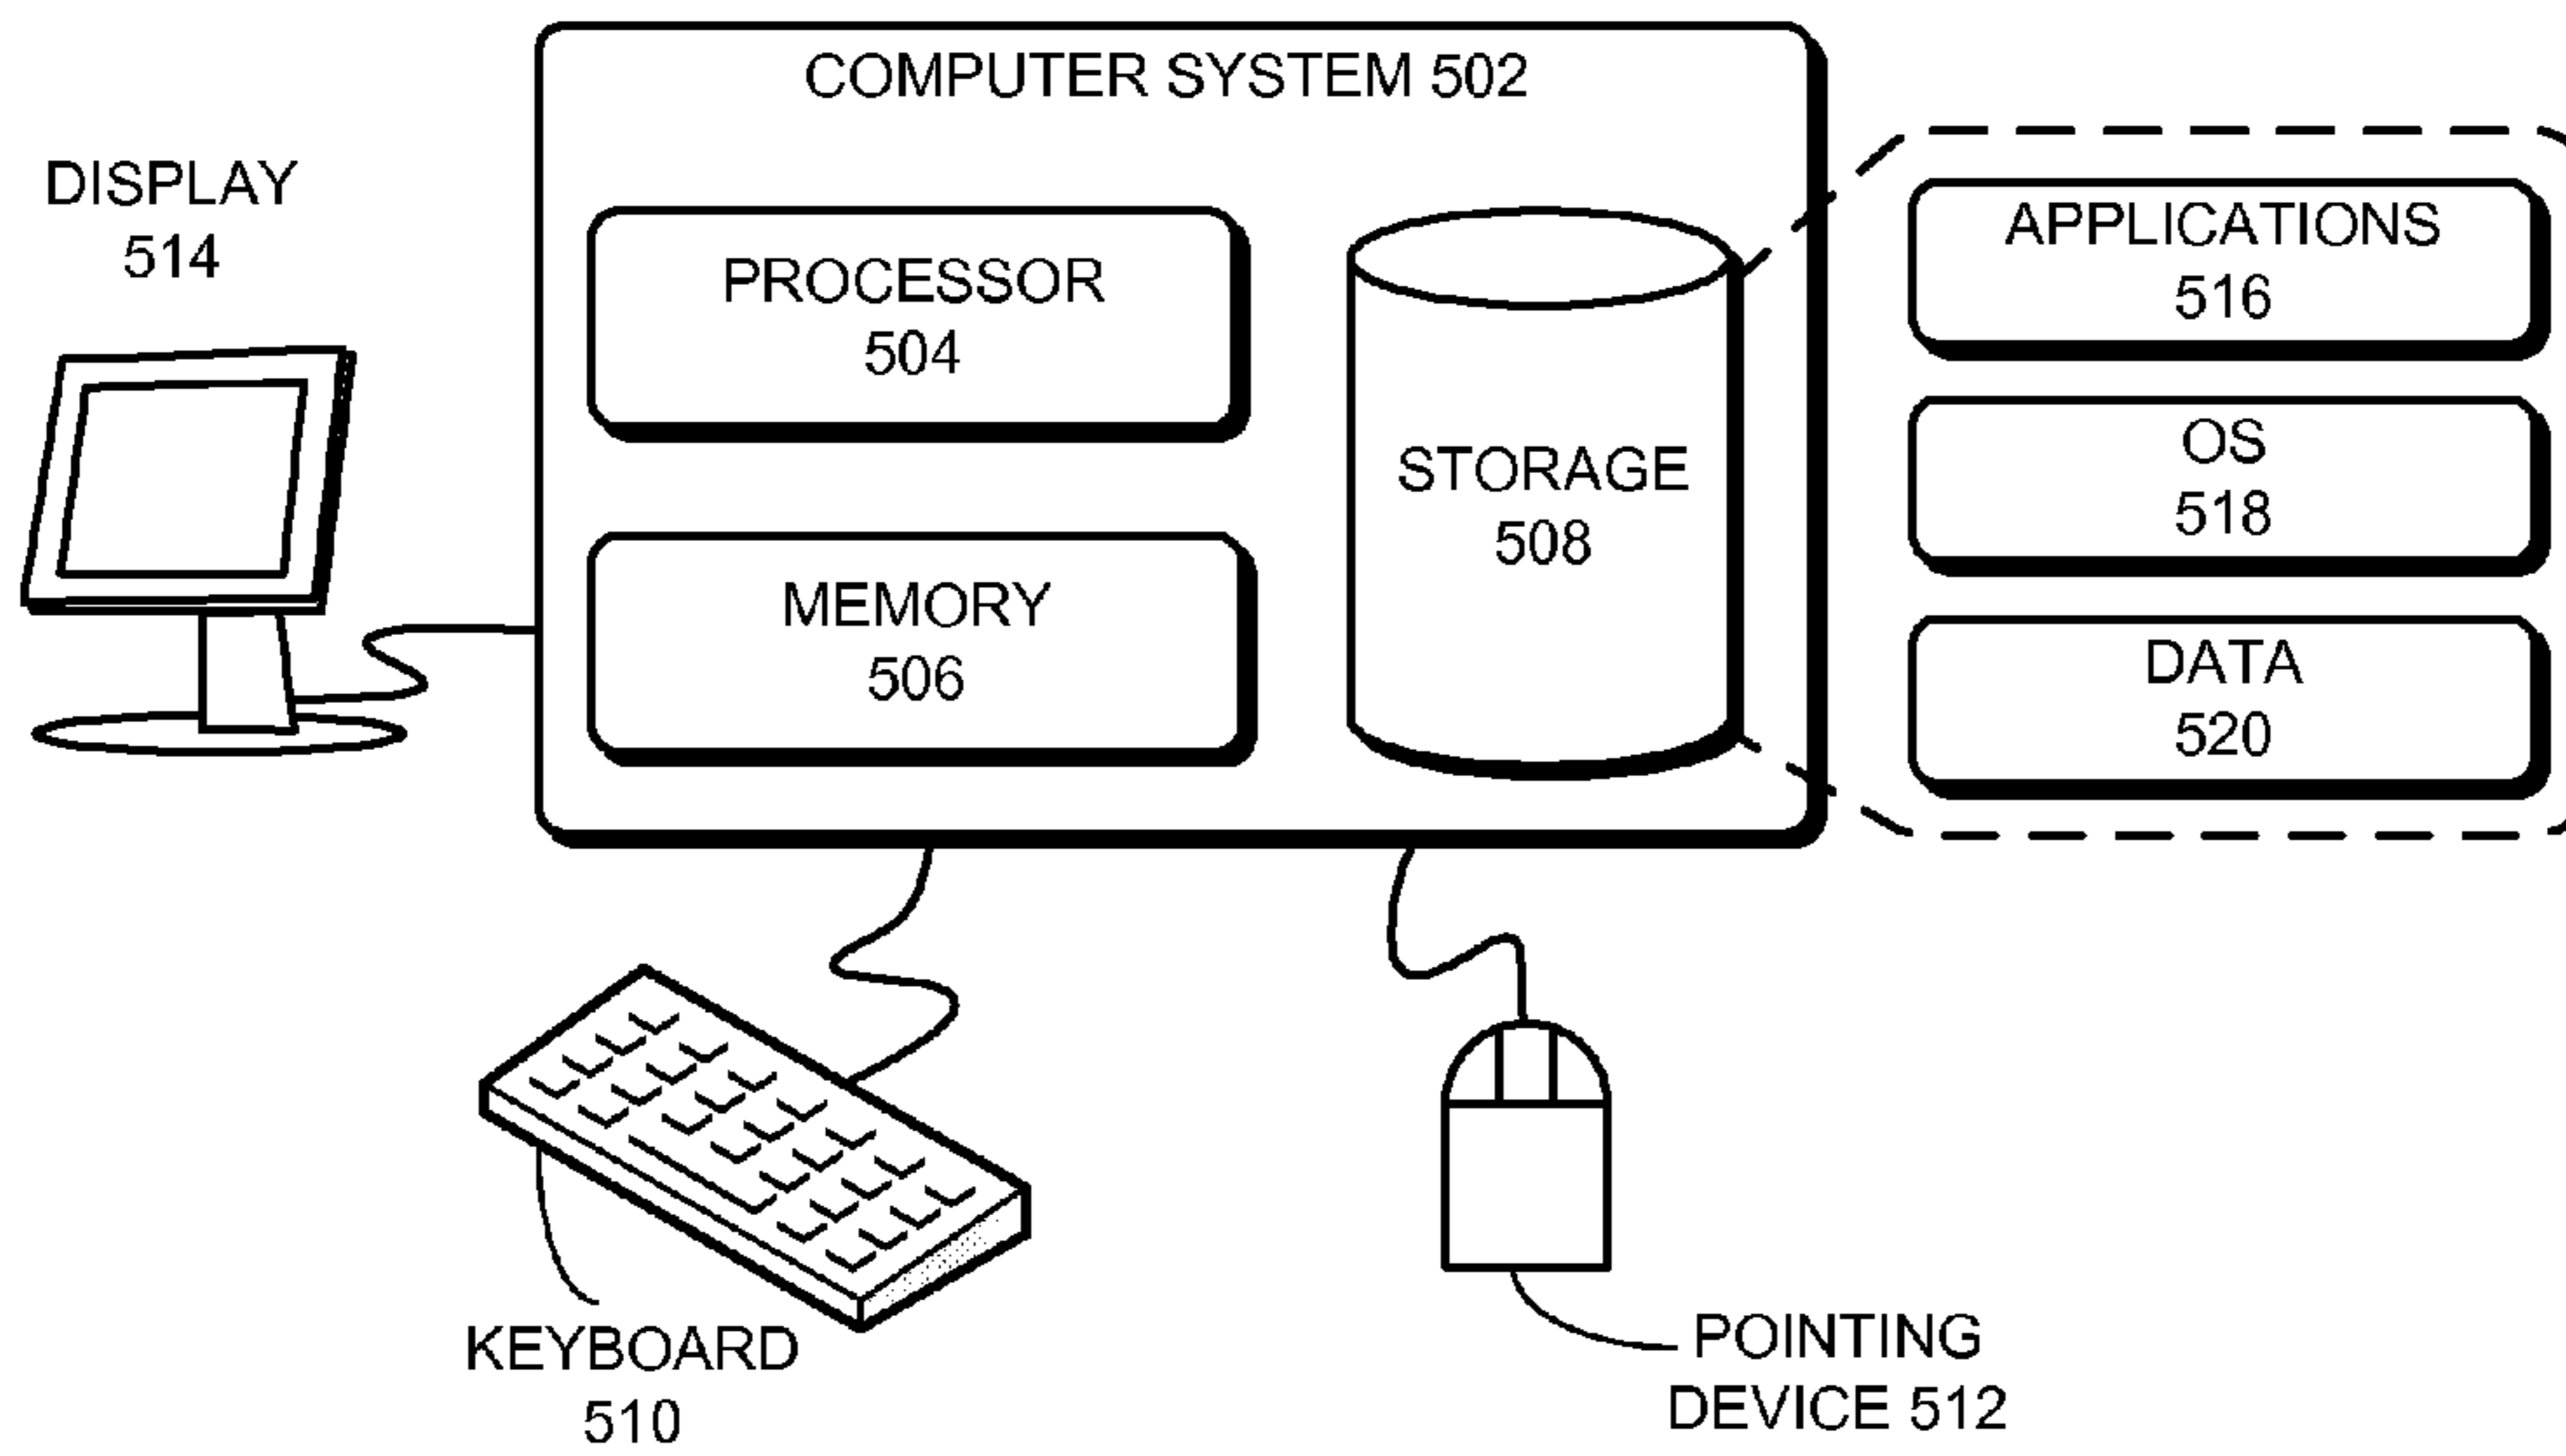 COMPUTER SYSTEM 502
DISPLAY
514
PROCESSOR
504
MEMORY
506
STORAGE
508
APPLICATIONS
516
OS
518
DATA
520
KEYBOARD
510
POINTING
DEVICE 512